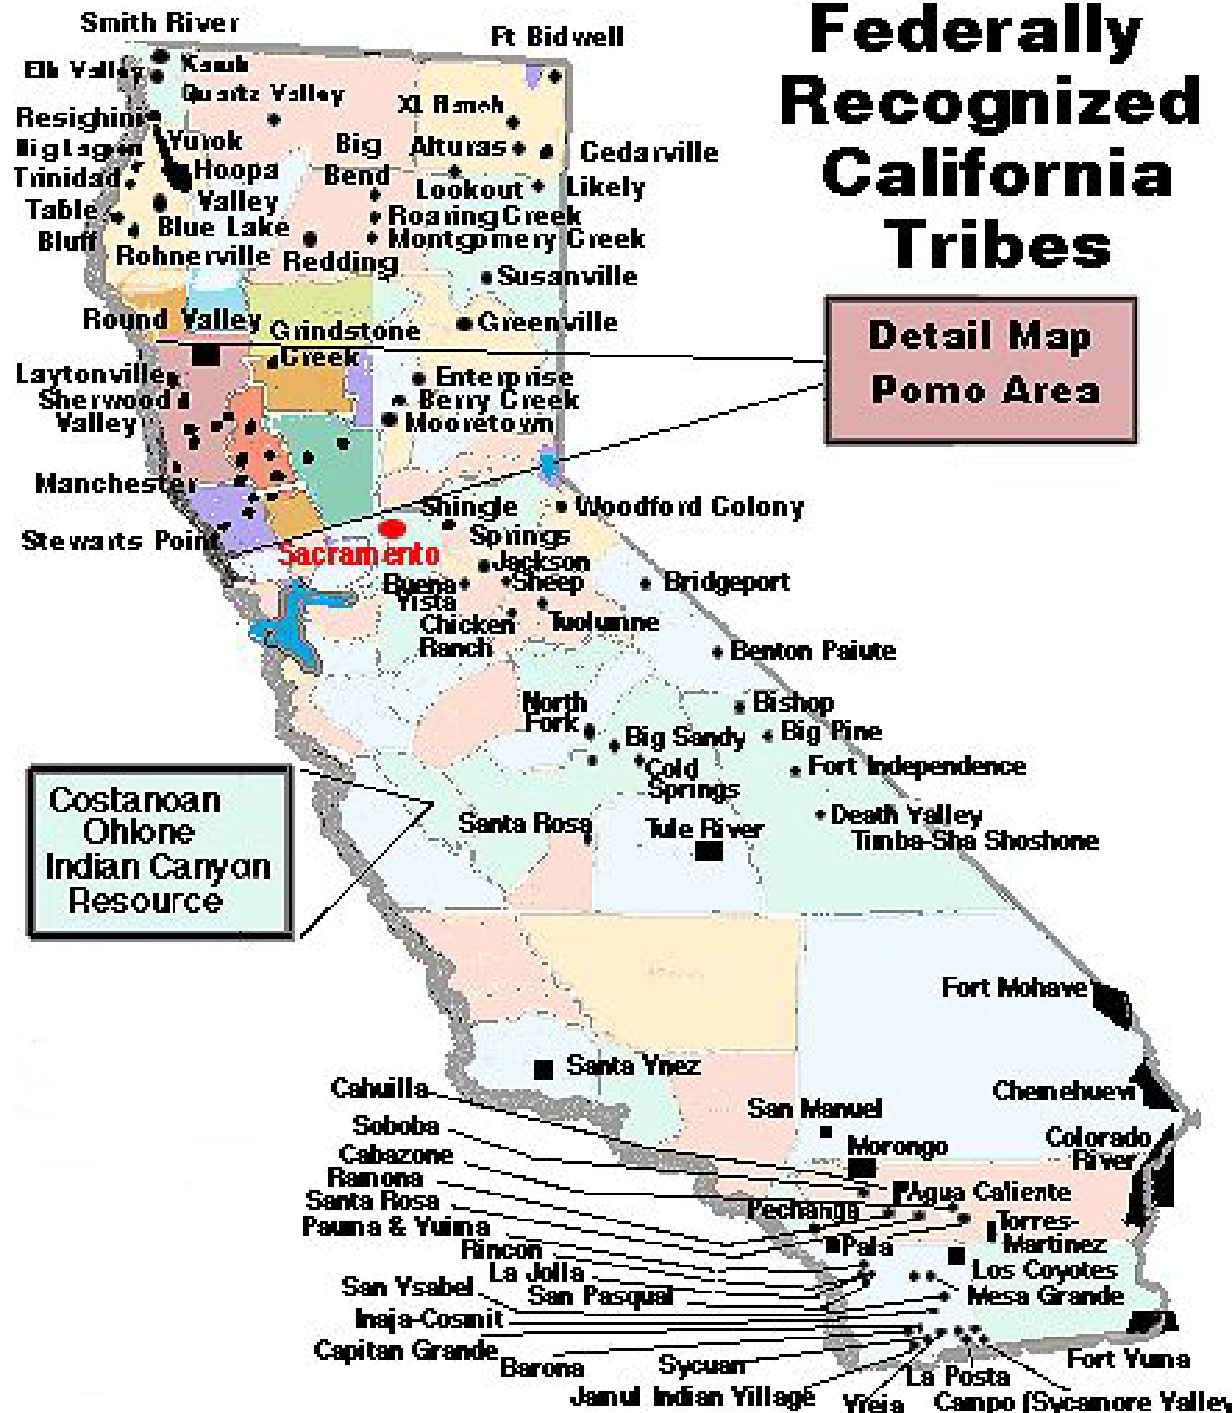 Federally
Recognized
California
Tribes
Smith River
Ft Bidwell
Elk Valley
Karuk
Quartz Valley
XL Ranch
Resighini
Yurok
Big
Bend
Alturas
Cedarville
Big Lagoon
Hoopa
Valley
Trinidad
Lookout
Likely
Table
Bluff
Roaring Creek
Blue Lake
Montgomery Creek
Rohnerville
Redding
Susanville
Round Valley
Grindstone
Creek
Greenville
Detail Map
Pomo Area
Laytonville
Enterprise
Sherwood
Valley
Berry Creek
Mooretown
Manchester
Shingle
Springs
Woodford Colony
Stewarts Point
Sacramento
Jackson
Buena
Vista
Sheep
Bridgeport
Chicken
Ranch
Tuolumne
Benton Paiute
North
Fork
Bishop
Big Sandy
Big Pine
Cold
Springs
Fort Independence
Costanoan
Ohlone
Indian Canyon
Resource
Santa Rosa
Tule River
Death Valley
Timba-Sha Shoshone
Fort Mohave
Santa Ynez
Cahuilla
San Manuel
Chemehuevi
Soboba
Morongo
Colorado
River
Cabazone
Ramona
Agua Caliente
Santa Rosa
Pechanga
Pauma & Yuima
Torres-
Martinez
Rincon
Pala
La Jolla
Los Coyotes
San Ysabel
San Pasqual
Mesa Grande
Inaja-Cosmit
Capitan Grande
Barona
Sycuan
Fort Yuma
La Posta
Jamul Indian Village
Vieja
Campo (Sycamore Valley